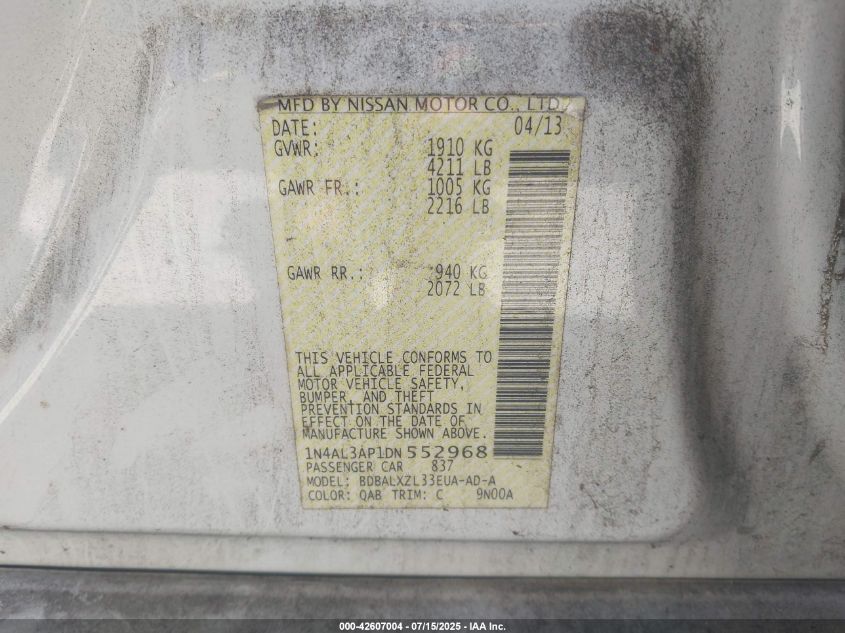 MFD BY NISSAN MOTOR CO., LTD.
DATE: 04/13
GVWR: 1910 KG
4211 LB
GAWR FR.: 1005 KG
2216 LB
GAWR RR.: 940 KG
2072 LB
THIS VEHICLE CONFORMS TO
ALL APPLICABLE FEDERAL
MOTOR VEHICLE SAFETY,
BUMPER, AND THEFT
PREVENTION STANDARDS IN
EFFECT ON THE DATE OF
MANUFACTURE SHOWN ABOVE.
1N4AL3AP1DN552968
PASSENGER CAR 837
MODEL: BDBALXZL33EUA-AD-A
COLOR: QAB TRIM: C 9N00A
000-42607004 - 07/15/2025 - IAA Inc.